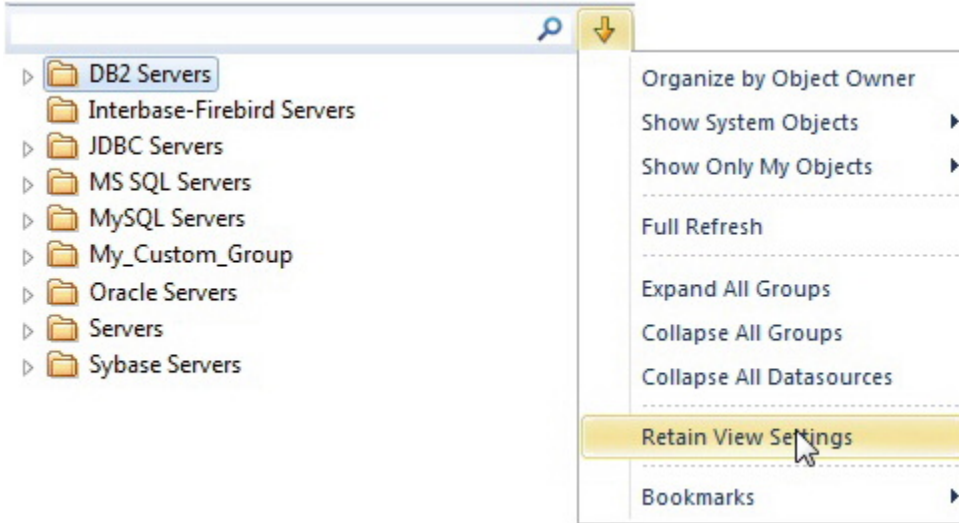 DB2 Servers
Interbase-Firebird Servers
JDBC Servers
MS SQL Servers
MySQL Servers
My_Custom_Group
Oracle Servers
Servers
Sybase Servers
Organize by Object Owner
Show System Objects
Show Only My Objects
Full Refresh
Expand All Groups
Collapse All Groups
Collapse All Datasources
Retain View Settings
Bookmarks